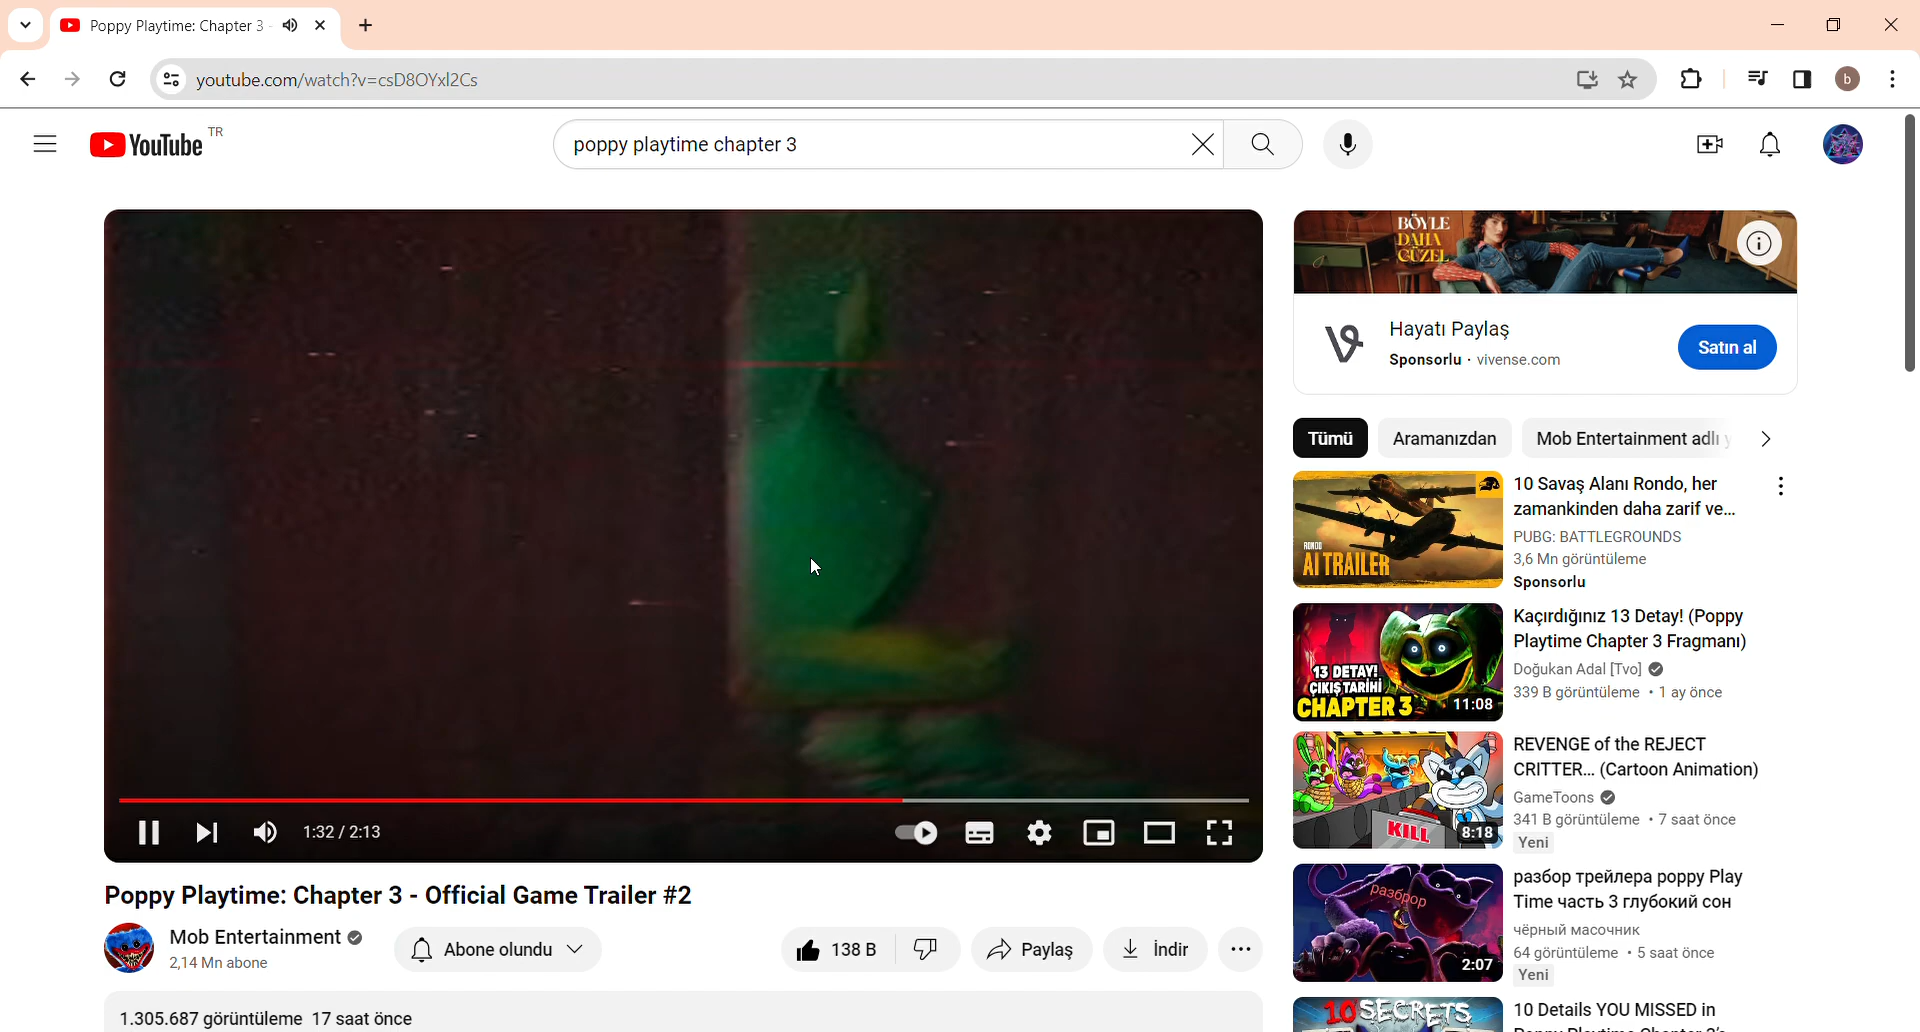 Poppy Playtime: Chapter 3 -
youtube.com/watch?v=csD8OYxl2Cs
b
YouTube TR
poppy playtime chapter 3
BÖYLE
DAHA
GÜZEL
Hayatı Paylaş
Sponsorlu · vivense.com
Satın al
Tümü
Aramanızdan
Mob Entertainment adlı y
RONDO
AI TRAILER
10 Savaş Alanı Rondo, her
zamankinden daha zarif ve...
PUBG: BATTLEGROUNDS
3,6 Mn görüntüleme
Sponsorlu
13 DETAY!
ÇIKIŞ TARİHİ
CHAPTER 3
11:08
Kaçırdığınız 13 Detay! (Poppy
Playtime Chapter 3 Fragmanı)
Doğukan Adal [Tvo]
339 B görüntüleme • 1 ay önce
KILL
8:18
REVENGE of the REJECT
CRITTER... (Cartoon Animation)
GameToons
341 B görüntüleme • 7 saat önce
Yeni
разброр
2:07
разбор трейлера poppy Play
Time часть 3 глубокий сон
чёрный масочник
64 görüntüleme • 5 saat önce
Yeni
10 SECRETS
10 Details YOU MISSED in
Poppy Playtime Chapter 3's
1:32 / 2:13
Poppy Playtime: Chapter 3 - Official Game Trailer #2
Mob Entertainment
2,14 Mn abone
Abone olundu
138 B
Paylaş
İndir
1.305.687 görüntüleme 17 saat önce